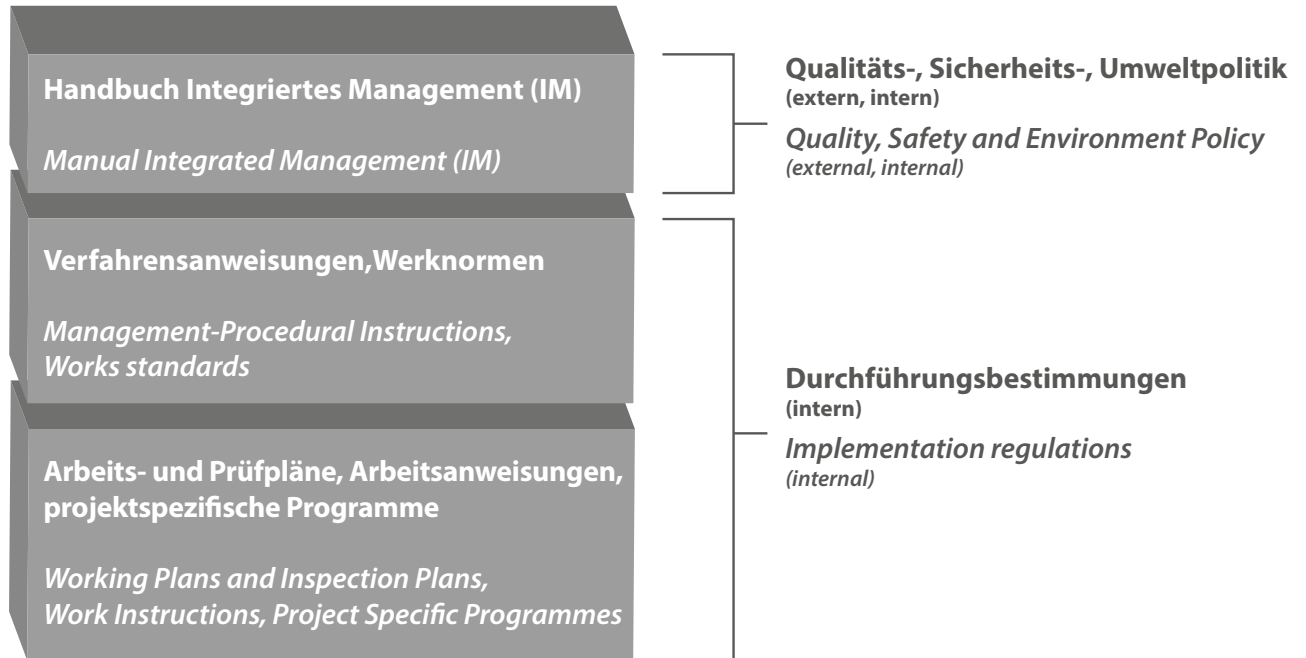 Handbuch Integriertes Management (IM)
Manual Integrated Management (IM)
Qualitäts-, Sicherheits-, Umweltpolitik
(extern, intern)
Quality, Safety and Environment Policy
(external, internal)
Verfahrensanweisungen,Werknormen
Management-Procedural Instructions,
Works standards
Arbeits- und Prüfpläne, Arbeitsanweisungen,
projektspezifische Programme
Working Plans and Inspection Plans,
Work Instructions, Project Specific Programmes
Durchführungsbestimmungen
(intern)
Implementation regulations
(internal)